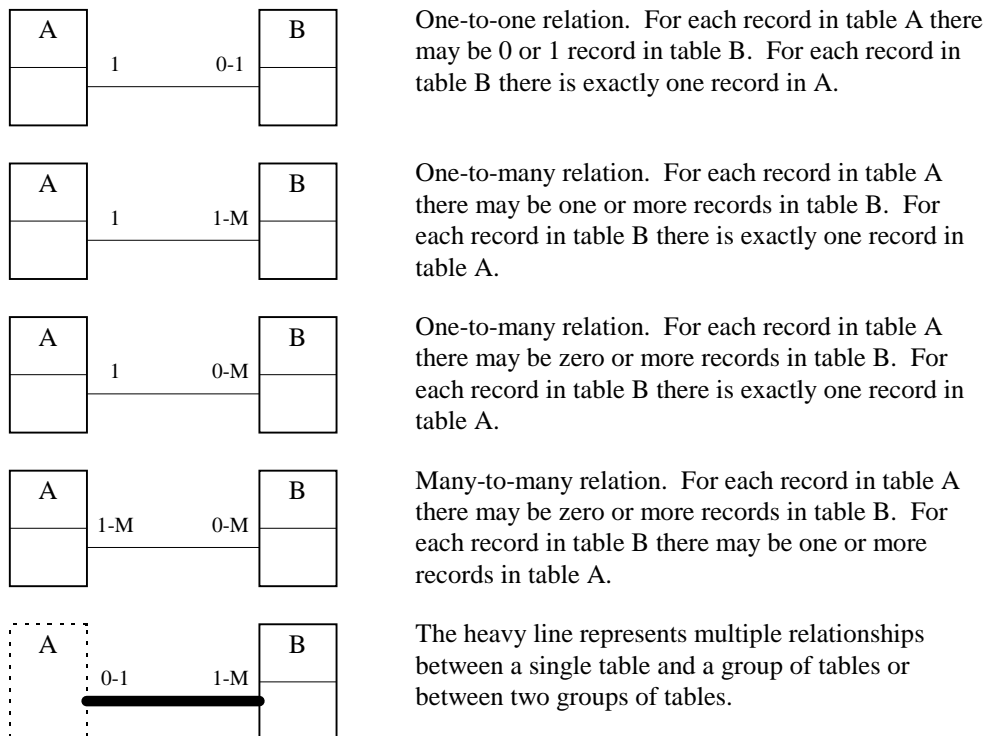 A
B
1
0-1
One-to-one relation. For each record in table A there
may be 0 or 1 record in table B. For each record in
table B there is exactly one record in A.
A
B
1
1-M
One-to-many relation. For each record in table A
there may be one or more records in table B. For
each record in table B there is exactly one record in
table A.
A
B
1
0-M
One-to-many relation. For each record in table A
there may be zero or more records in table B. For
each record in table B there is exactly one record in
table A.
A
B
1-M
0-M
Many-to-many relation. For each record in table A
there may be zero or more records in table B. For
each record in table B there may be one or more
records in table A.
A
B
0-1
1-M
The heavy line represents multiple relationships
between a single table and a group of tables or
between two groups of tables.